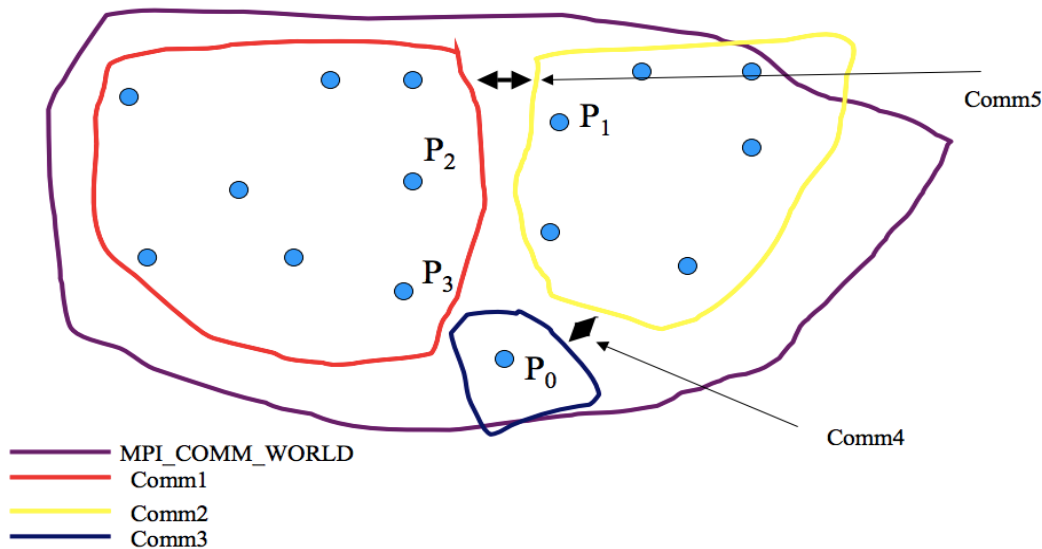 Comm5
P1
P2
P3
P0
Comm4
MPI_COMM_WORLD
Comm1
Comm2
Comm3